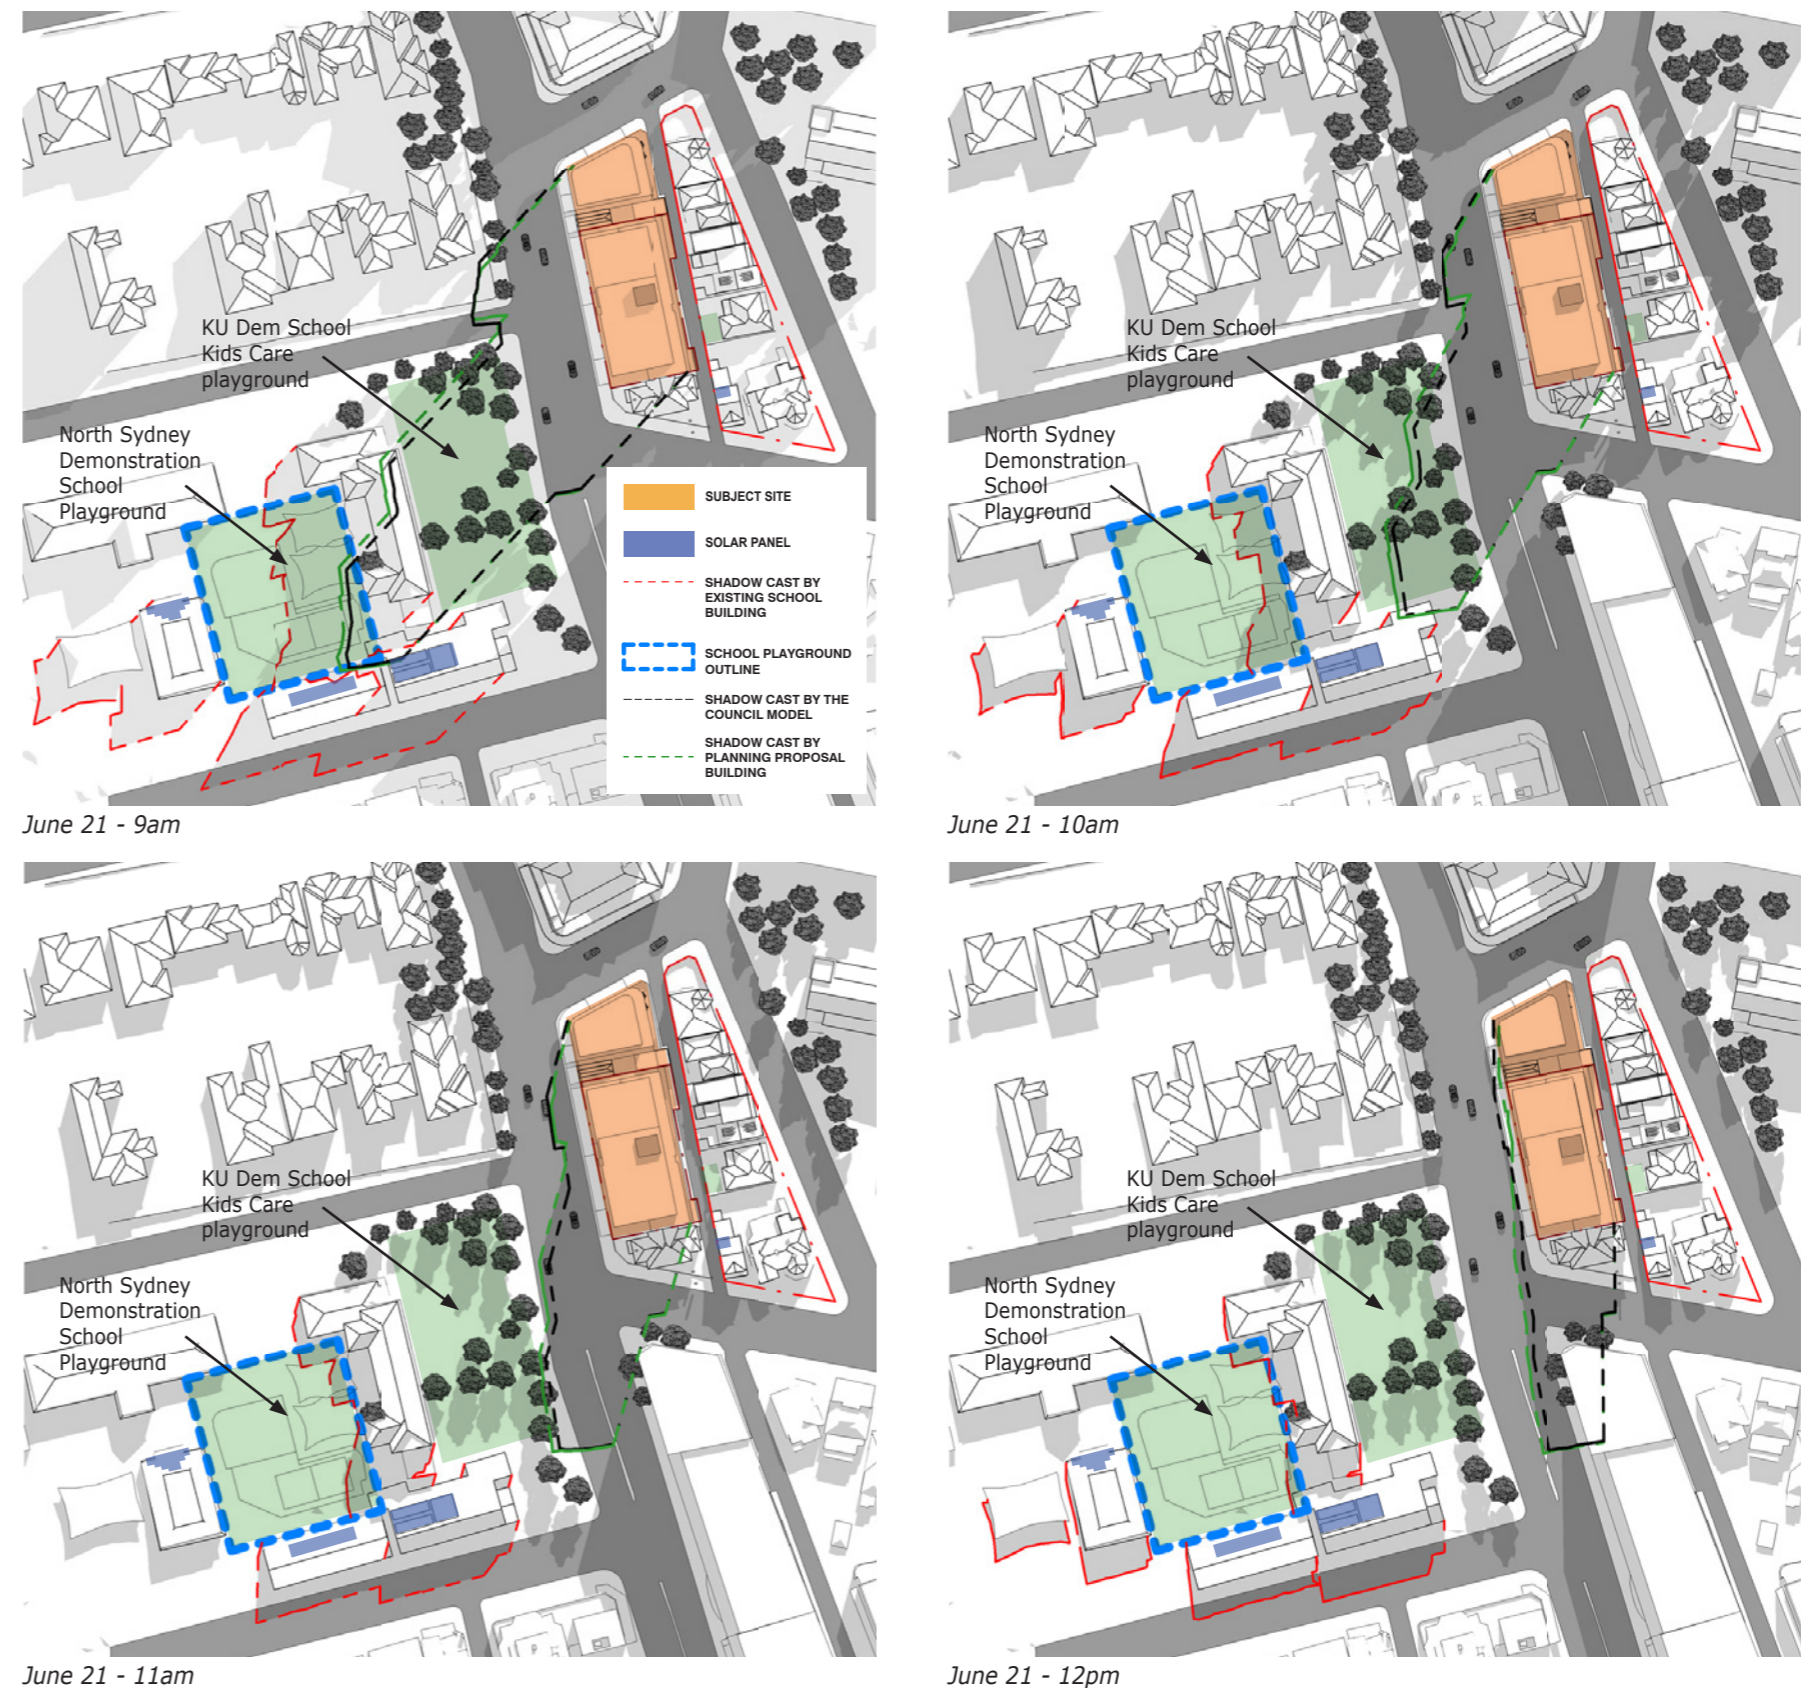 KU Dem School
Kids Care
playground
North Sydney
Demonstration
School
Playground
SUBJECT SITE
SOLAR PANEL
SHADOW CAST BY
EXISTING SCHOOL
BUILDING
SCHOOL PLAYGROUND
OUTLINE
SHADOW CAST BY THE
COUNCIL MODEL
SHADOW CAST BY
PLANNING PROPOSAL
BUILDING
June 21 - 9am
KU Dem School
Kids Care
playground
North Sydney
Demonstration
School
Playground
June 21 - 10am
KU Dem School
Kids Care
playground
North Sydney
Demonstration
School
Playground
June 21 - 11am
KU Dem School
Kids Care
playground
North Sydney
Demonstration
School
Playground
June 21 - 12pm